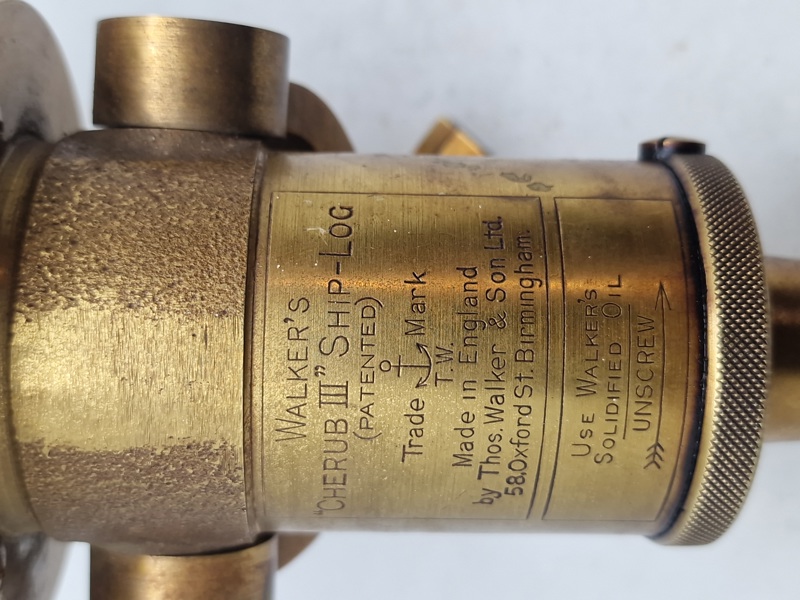 WALKER'S
"CHERUB III" SHIP-LOG
(PATENTED)
Trade Mark
T.W.
Made in England
by Thos. Walker & Son Ltd.
58.Oxford St. Birmingham.
USE WALKER'S
SOLIDIFIED OIL
UNSCREW